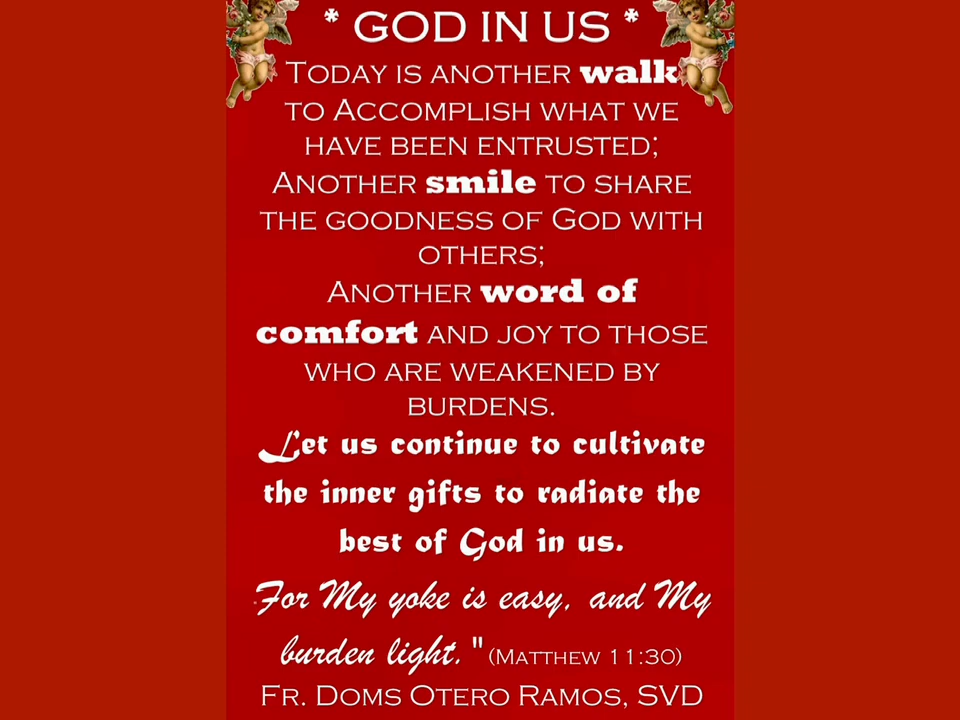 * GOD IN US *
TODAY IS ANOTHER walk
TO ACCOMPLISH WHAT WE
HAVE BEEN ENTRUSTED;
ANOTHER smile TO SHARE
THE GOODNESS OF GOD WITH
OTHERS;
ANOTHER word of
comfort AND JOY TO THOSE
WHO ARE WEAKENED BY
BURDENS.
Let us continue to cultivate
the inner gifts to radiate the
best of God in us.
For My yoke is easy, and My
burden light." (MATTHEW 11:30)
FR. DOMS OTERO RAMOS, SVD